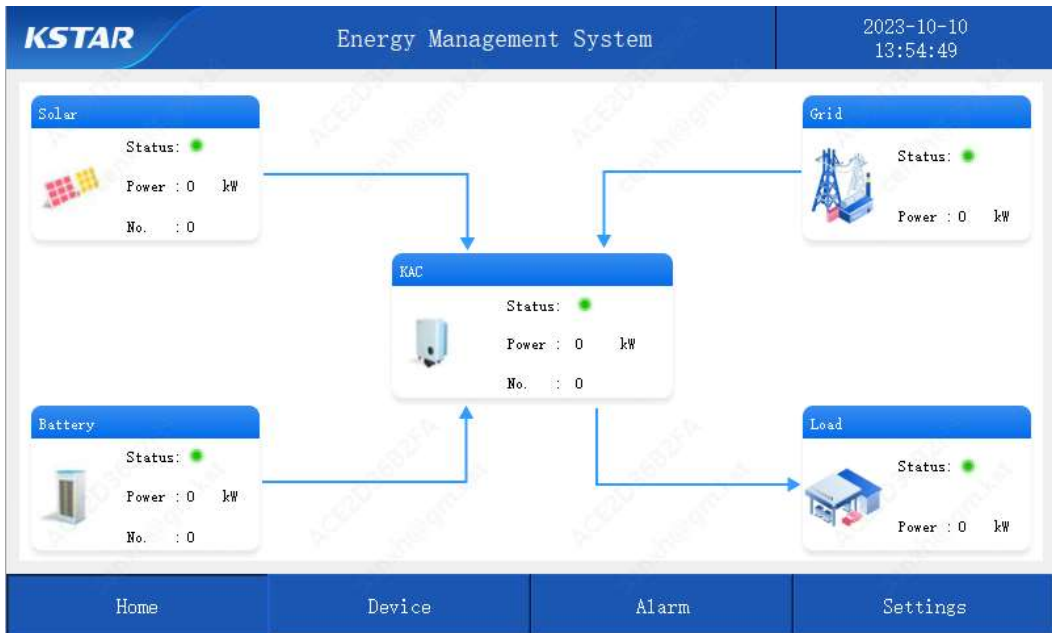 KSTAR
Energy Management System
2023-10-10
13:54:49
Solar
Status:
Power : 0 kW
No. : 0
Grid
Status:
Power : 0 kW
KAC
Status:
Power : 0 kW
No. : 0
Battery
Status:
Power : 0 kW
No. : 0
Load
Status:
Power : 0 kW
Home
Device
Alarm
Settings